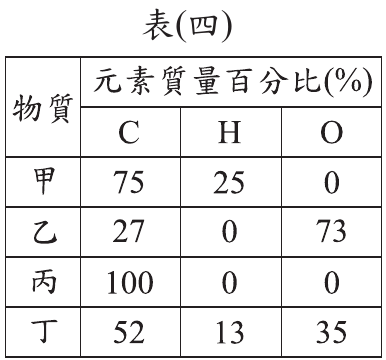 表(四)
物質 元素質量百分比(%)
C H O
甲 75 25 0
乙 27 0 73
丙 100 0 0
丁 52 13 35